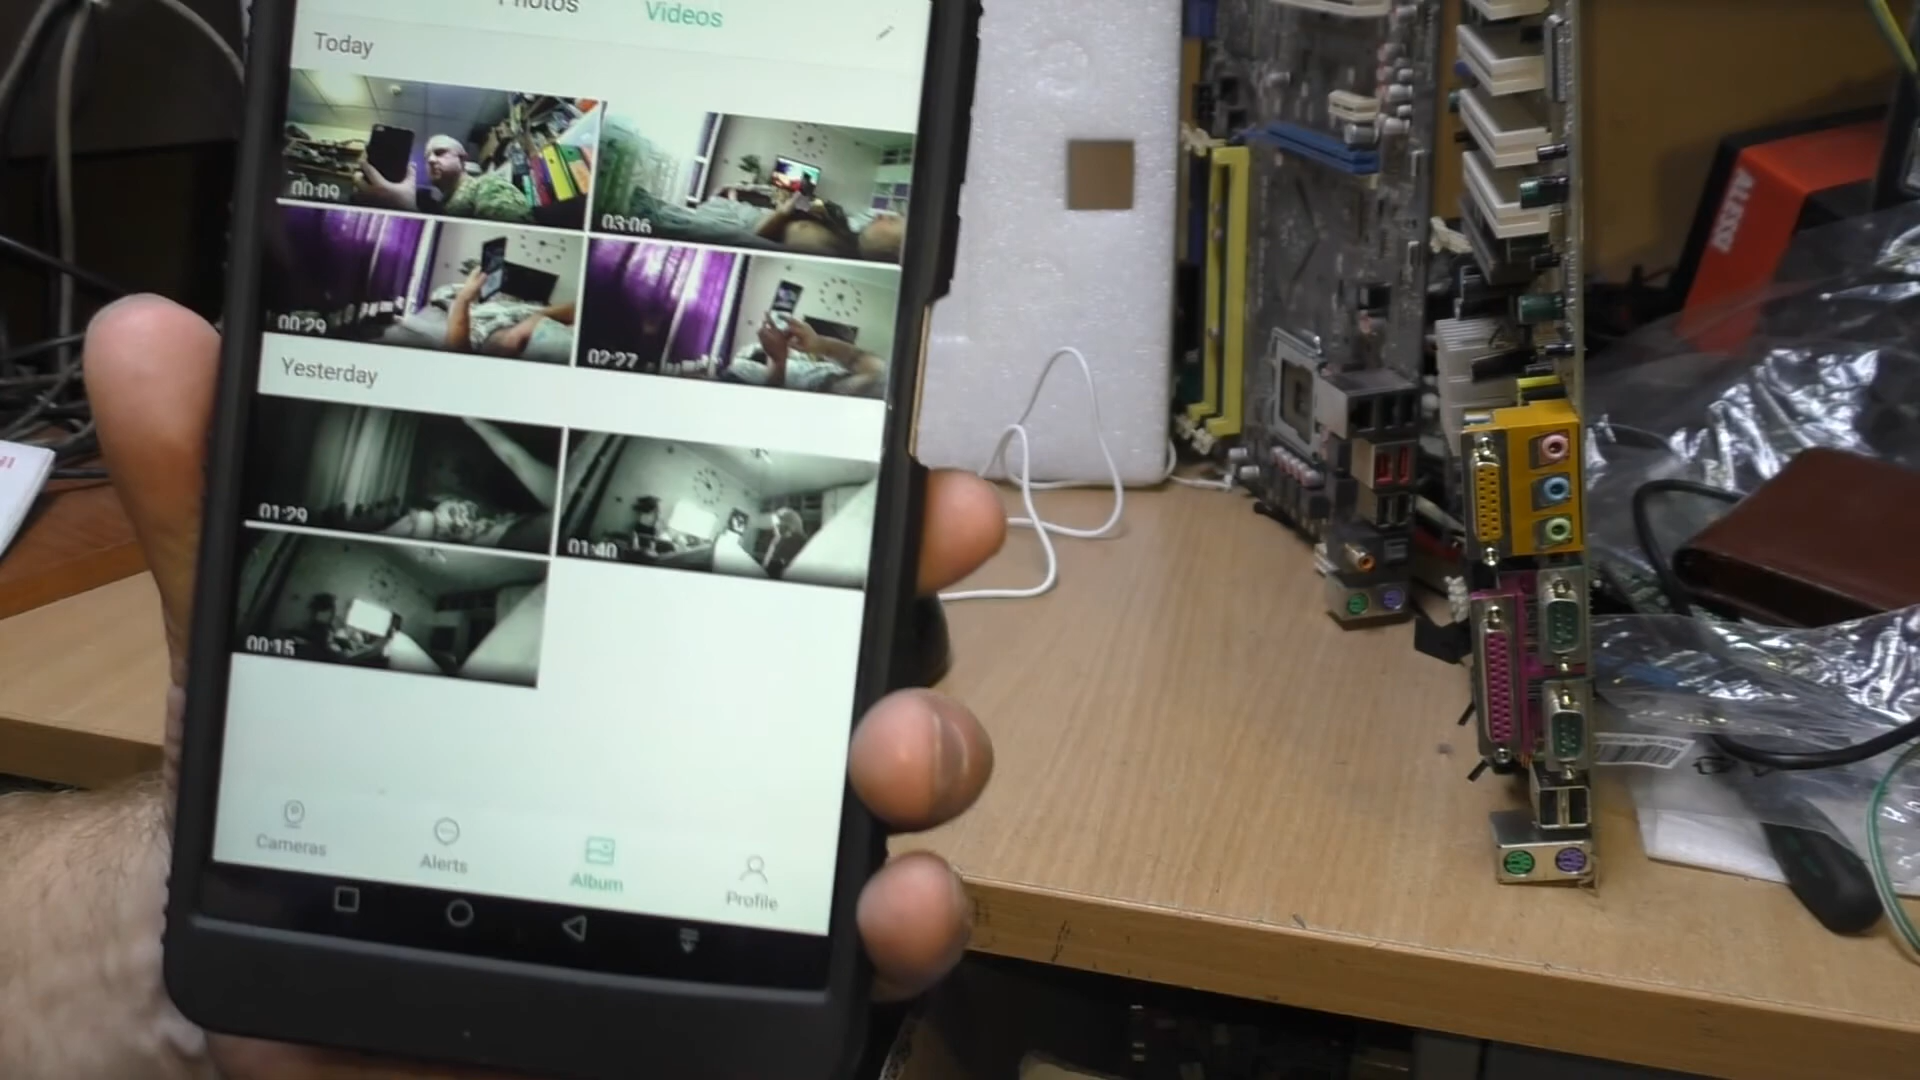 Photos Videos
Today
00:09
03:06
00:29
02:27
Yesterday
01:29
01:40
00:15
Cameras Alerts Album Profile